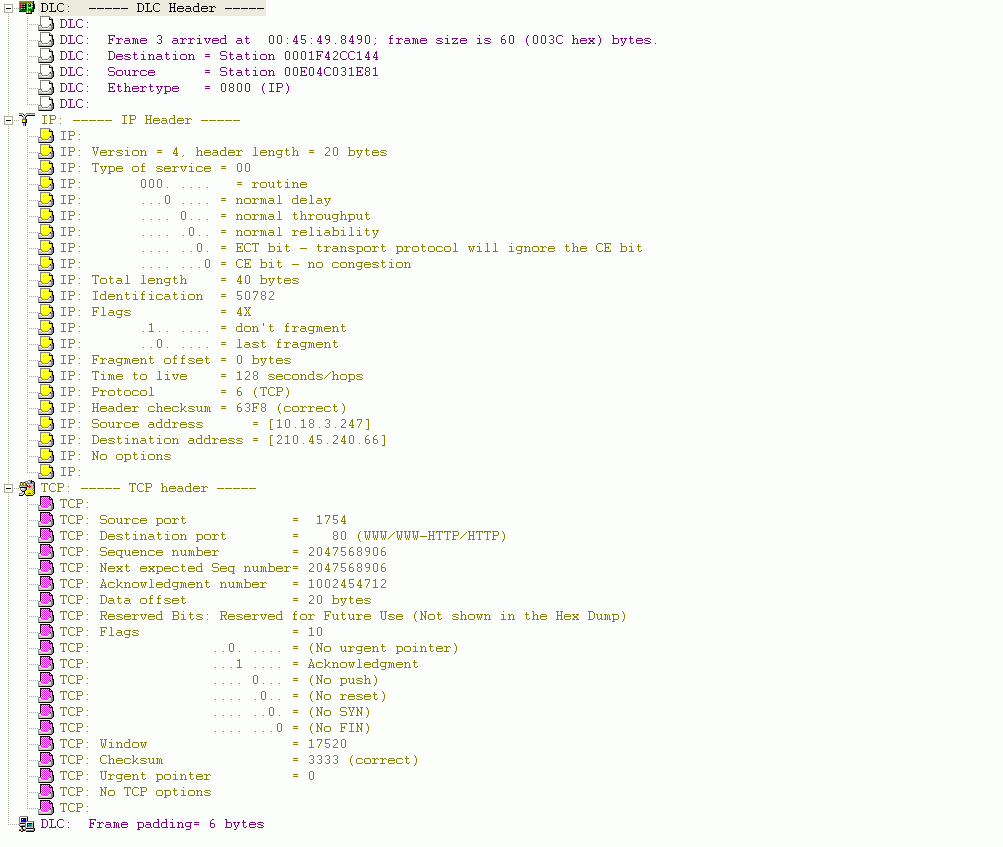 DLC:  ----- DLC Header -----
DLC:
DLC:  Frame 3 arrived at  00:45:49.8490; frame size is 60 (003C hex) bytes.
DLC:  Destination = Station 0001F42CC144
DLC:  Source      = Station 00E04C031E81
DLC:  Ethertype   = 0800 (IP)
DLC:
IP: ----- IP Header -----
IP:
IP: Version = 4, header length = 20 bytes
IP: Type of service = 00
IP:       000. ....   = routine
IP:       ...0 .... = normal delay
IP:       .... 0... = normal throughput
IP:       .... .0.. = normal reliability
IP:       .... ..0. = ECT bit - transport protocol will ignore the CE bit
IP:       .... ...0 = CE bit - no congestion
IP: Total length    = 40 bytes
IP: Identification  = 50782
IP: Flags           = 4X
IP:       .1.. .... = don't fragment
IP:       ..0. .... = last fragment
IP: Fragment offset = 0 bytes
IP: Time to live    = 128 seconds/hops
IP: Protocol        = 6 (TCP)
IP: Header checksum = 63F8 (correct)
IP: Source address      = [10.18.3.247]
IP: Destination address = [210.45.240.66]
IP: No options
IP:
TCP: ----- TCP header -----
TCP:
TCP: Source port             =  1754
TCP: Destination port        =    80 (WWW/WWW-HTTP/HTTP)
TCP: Sequence number         = 2047568906
TCP: Next expected Seq number= 2047568906
TCP: Acknowledgment number   = 1002454712
TCP: Data offset             = 20 bytes
TCP: Reserved Bits: Reserved for Future Use (Not shown in the Hex Dump)
TCP: Flags                   = 10
TCP:               ..0. .... = (No urgent pointer)
TCP:               ...1 .... = Acknowledgment
TCP:               .... 0... = (No push)
TCP:               .... .0.. = (No reset)
TCP:               .... ..0. = (No SYN)
TCP:               .... ...0 = (No FIN)
TCP: Window                  = 17520
TCP: Checksum                = 3333 (correct)
TCP: Urgent pointer          = 0
TCP: No TCP options
TCP:
DLC:  Frame padding= 6 bytes